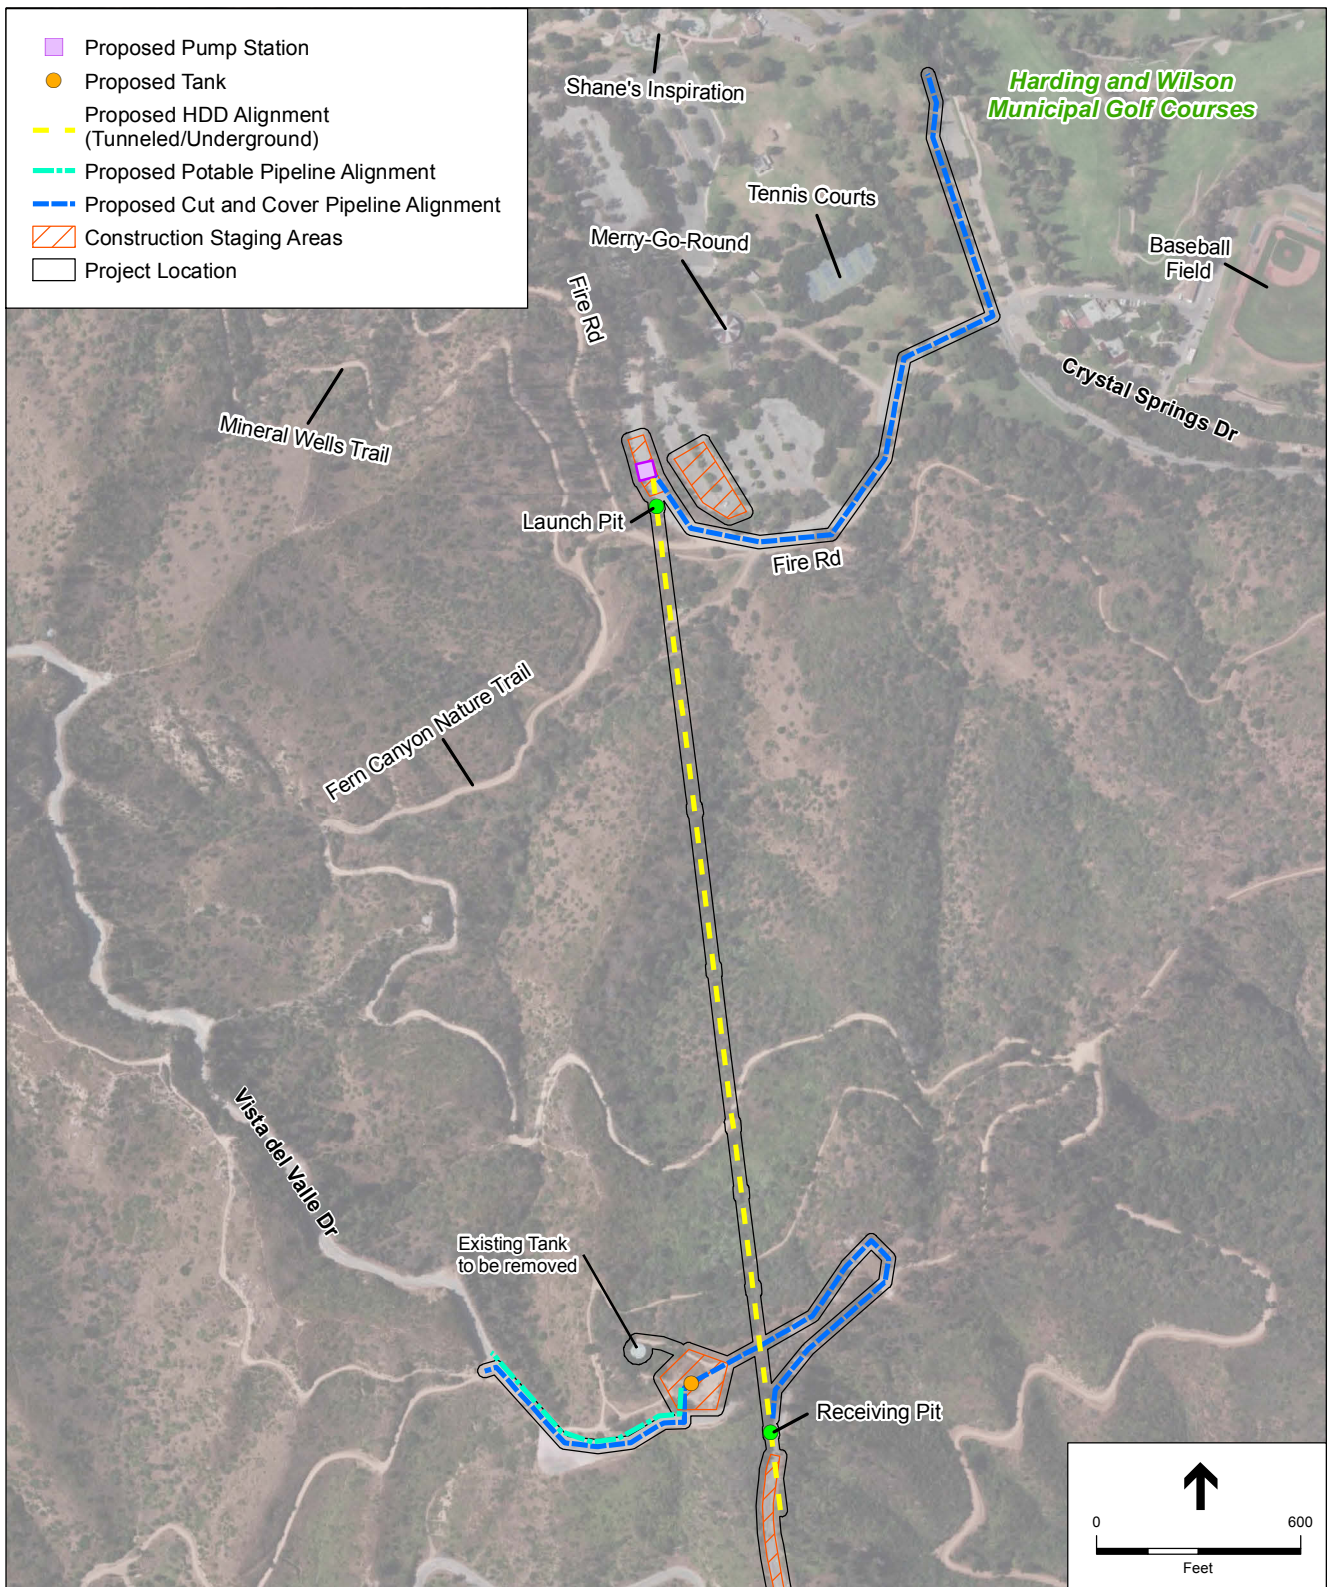 Proposed Pump Station
Proposed Tank
Proposed HDD Alignment
(Tunneled/Underground)
Proposed Potable Pipeline Alignment
Proposed Cut and Cover Pipeline Alignment
Construction Staging Areas
Project Location
Shane's Inspiration
Harding and Wilson
Municipal Golf Courses
Tennis Courts
Merry-Go-Round
Baseball
Field
Fire Rd
Crystal Springs Dr
Mineral Wells Trail
Launch Pit
Fire Rd
Fern Canyon Nature Trail
Vista del Valle Dr
Existing Tank
to be removed
Receiving Pit
0 600
Feet